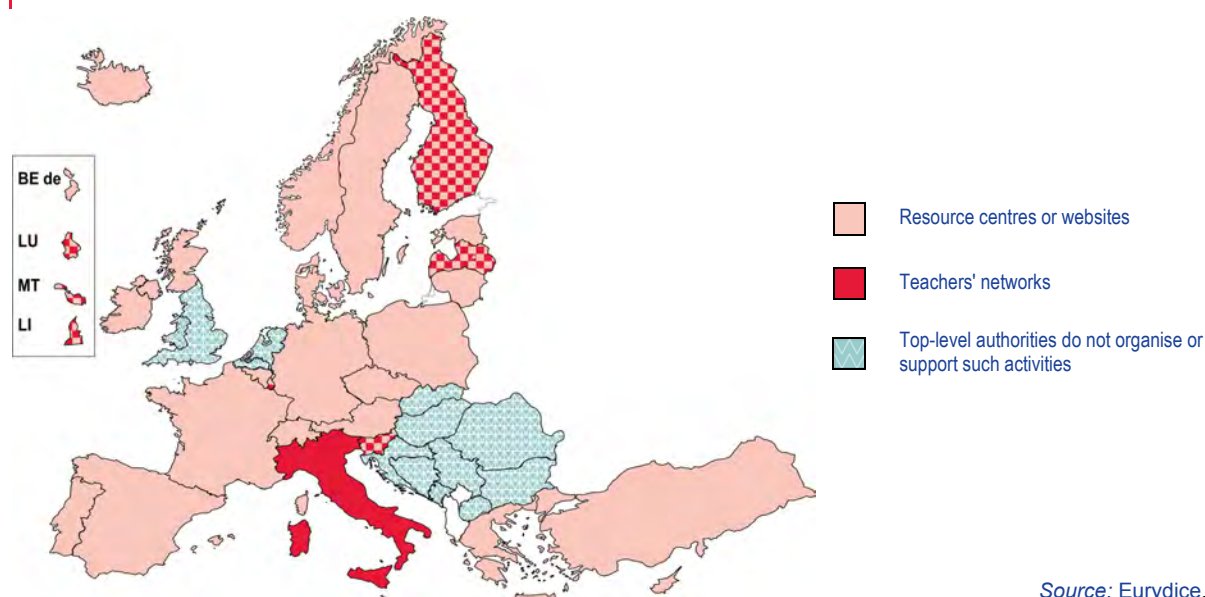 BE de
LU
MT
LI
Resource centres or websites
Teachers' networks
Top-level authorities do not organise or
support such activities
Source: Eurydice.